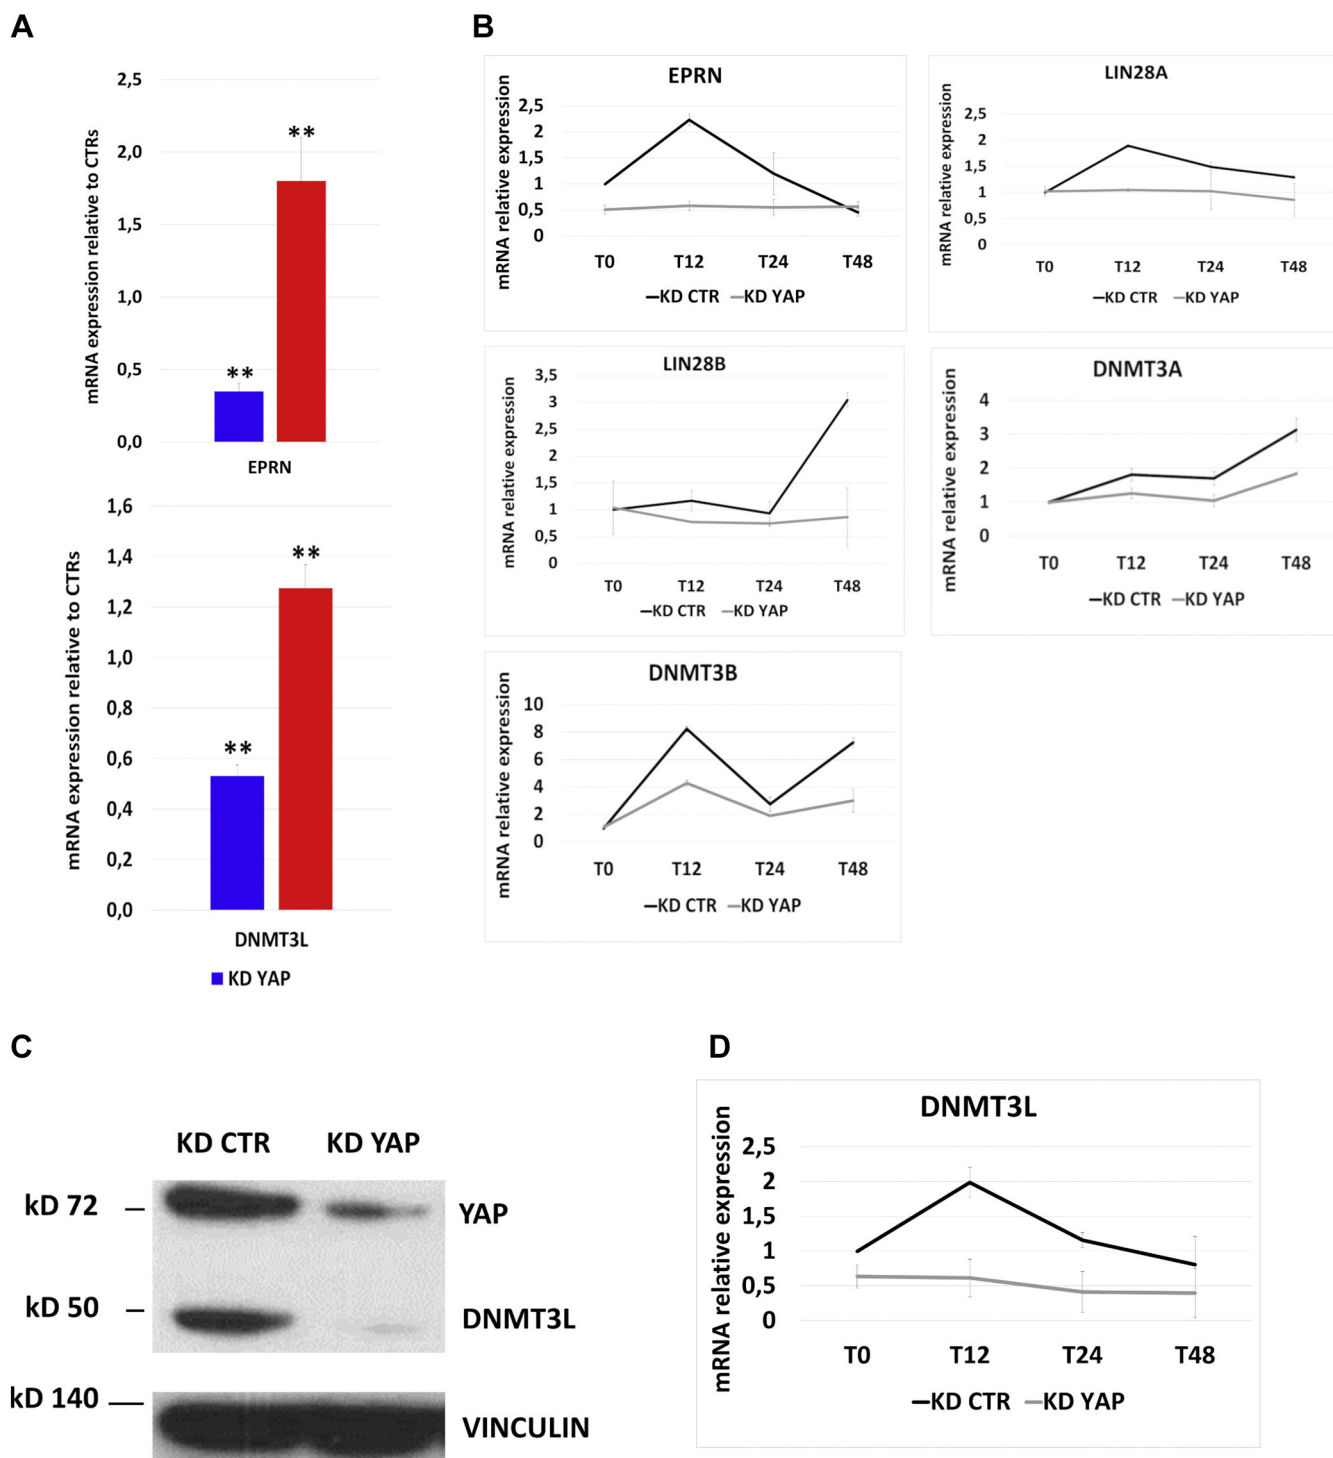 A
mRNA expression relative to CTRs
2,5
2,0
1,5
1,0
0,5
0,0
**
**
EPRN
mRNA expression relative to CTRs
1,6
1,4
1,2
1,0
0,8
0,6
0,4
0,2
0,0
**
**
DNMT3L
KD YAP
B
EPRN
mRNA relative expression
2,5
2
1,5
1
0,5
0
T0 T12 T24 T48
KD CTR KD YAP
LIN28A
mRNA relative expression
2,5
2
1,5
1
0,5
0
T0 T12 T24 T48
KD CTR KD YAP
LIN28B
mRNA relative expression
3,5
3
2,5
2
1,5
1
0,5
0
T0 T12 T24 T48
KD CTR KD YAP
DNMT3A
mRNA relative expression
4
3
2
1
0
T0 T12 T24 T48
KD CTR KD YAP
DNMT3B
mRNA relative expression
10
8
6
4
2
0
T0 T12 T24 T48
KD CTR KD YAP
C
KD CTR KD YAP
kD 72 YAP
kD 50 DNMT3L
kD 140 VINCULIN
D
DNMT3L
mRNA relative expression
2,5
2
1,5
1
0,5
0
T0 T12 T24 T48
KD CTR KD YAP